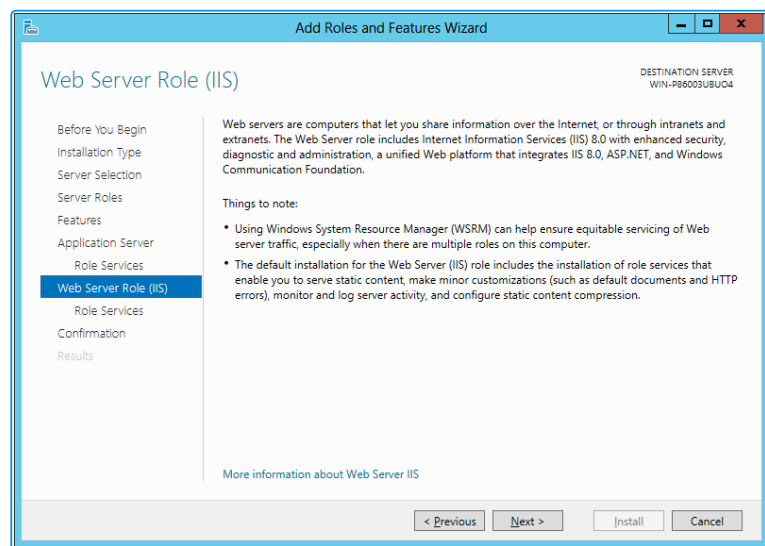 Add Roles and Features Wizard
Web Server Role (IIS)
DESTINATION SERVER
WIN-P86003UBUO4
Before You Begin
Installation Type
Server Selection
Server Roles
Features
Application Server
Role Services
Web Server Role (IIS)
Role Services
Confirmation
Results
Web servers are computers that let you share information over the Internet, or through intranets and
extranets. The Web Server role includes Internet Information Services (IIS) 8.0 with enhanced security,
diagnostic and administration, a unified Web platform that integrates IIS 8.0, ASP.NET, and Windows
Communication Foundation.
Things to note:
• Using Windows System Resource Manager (WSRM) can help ensure equitable servicing of Web
server traffic, especially when there are multiple roles on this computer.
• The default installation for the Web Server (IIS) role includes the installation of role services that
enable you to serve static content, make minor customizations (such as default documents and HTTP
errors), monitor and log server activity, and configure static content compression.
More information about Web Server IIS
< Previous
Next >
Install
Cancel